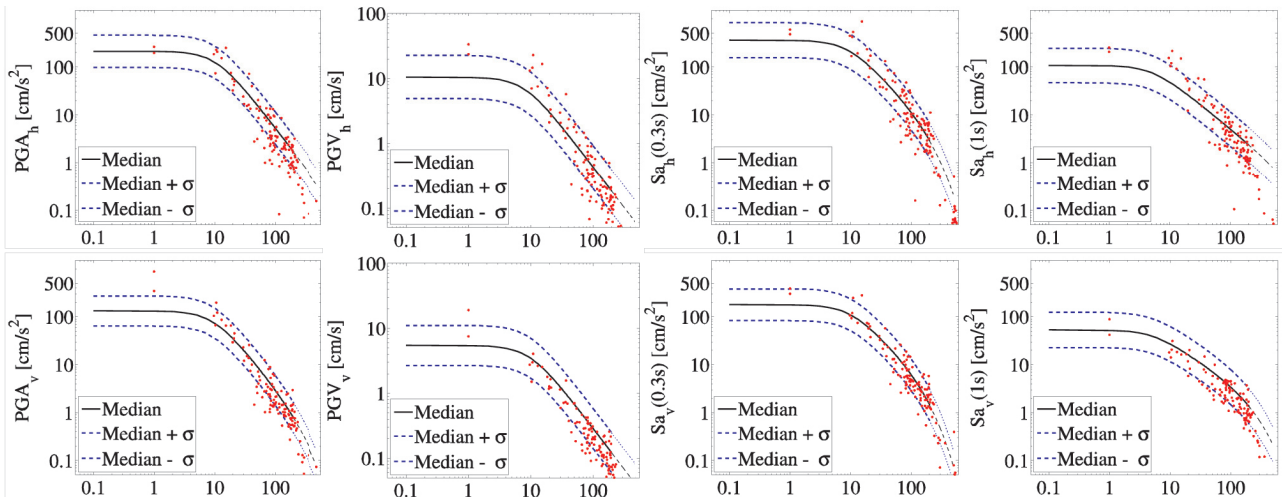 PGA_h [cm/s²]
500
100
10
1
0.1
Median
Median + σ
Median - σ
0.1 1 10 100
PGV_h [cm/s]
100
10
1
0.1
Median
Median + σ
Median - σ
0.1 1 10 100
Sa_h(0.3s) [cm/s²]
500
100
10
1
0.1
Median
Median + σ
Median - σ
0.1 1 10 100
Sa_h(1s) [cm/s²]
500
100
10
1
0.1
Median
Median + σ
Median - σ
0.1 1 10 100
PGA_v [cm/s²]
500
100
10
1
0.1
Median
Median + σ
Median - σ
0.1 1 10 100
PGV_v [cm/s]
100
10
1
0.1
Median
Median + σ
Median - σ
0.1 1 10 100
Sa_v(0.3s) [cm/s²]
500
100
10
1
0.1
Median
Median + σ
Median - σ
0.1 1 10 100
Sa_v(1s) [cm/s²]
500
100
10
1
0.1
Median
Median + σ
Median - σ
0.1 1 10 100